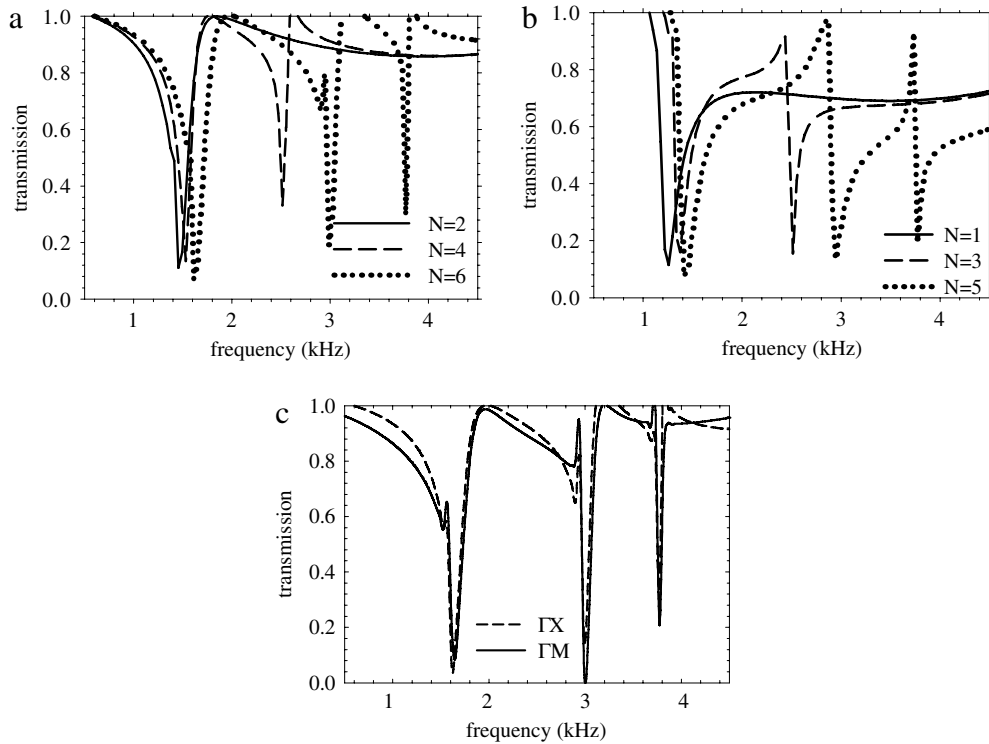 a
1.0
0.8
0.6
0.4
0.2
0.0
transmission
1 2 3 4
frequency (kHz)
N=2
N=4
N=6
b
1.0
0.8
0.6
0.4
0.2
0.0
transmission
1 2 3 4
frequency (kHz)
N=1
N=3
N=5
c
1.0
0.8
0.6
0.4
0.2
0.0
transmission
1 2 3 4
frequency (kHz)
ΓX
ΓM